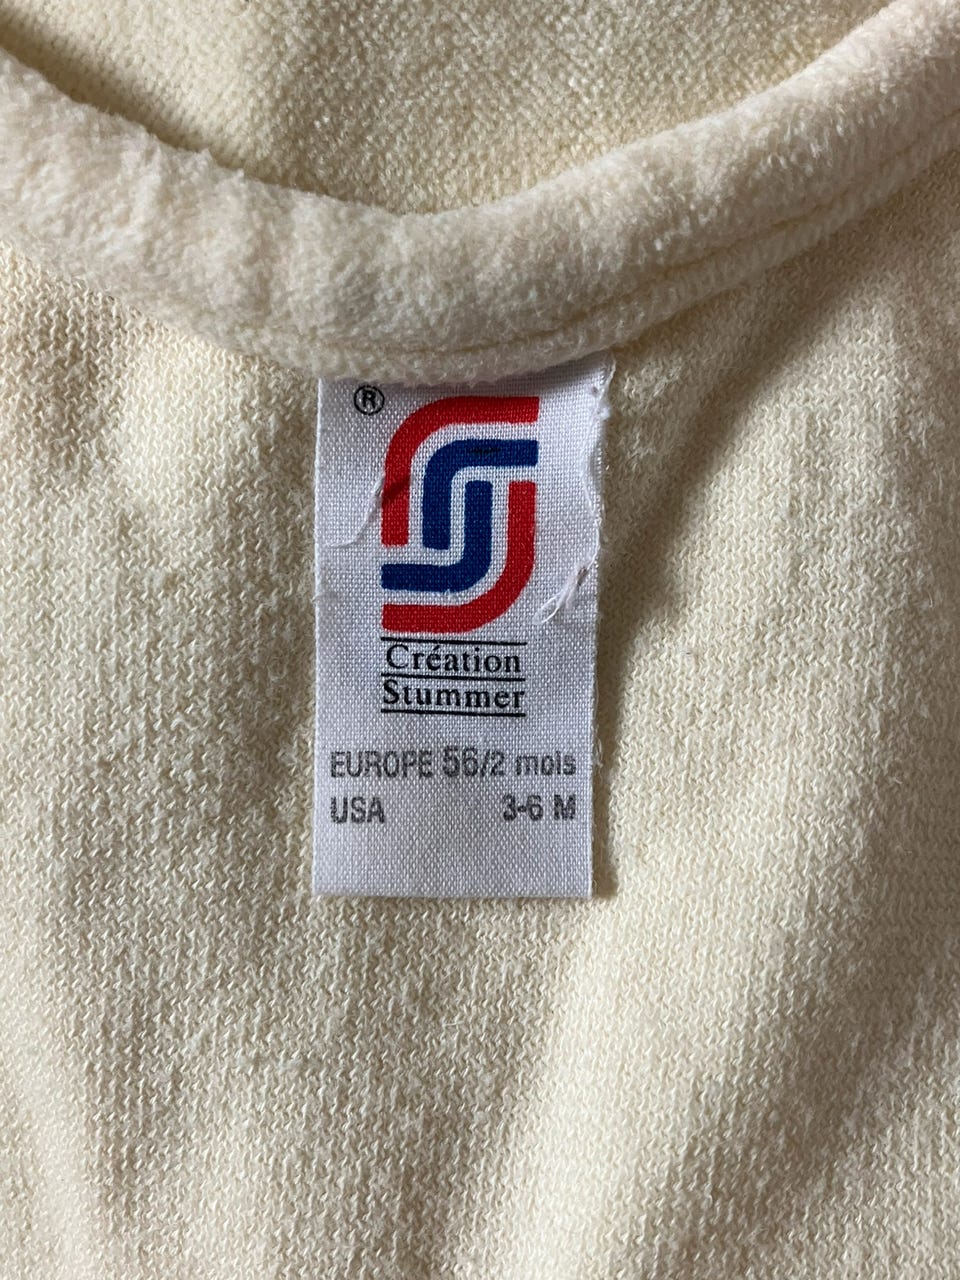 ®
Création
Stummer
EUROPE 56/2 mois
USA 3-6 M